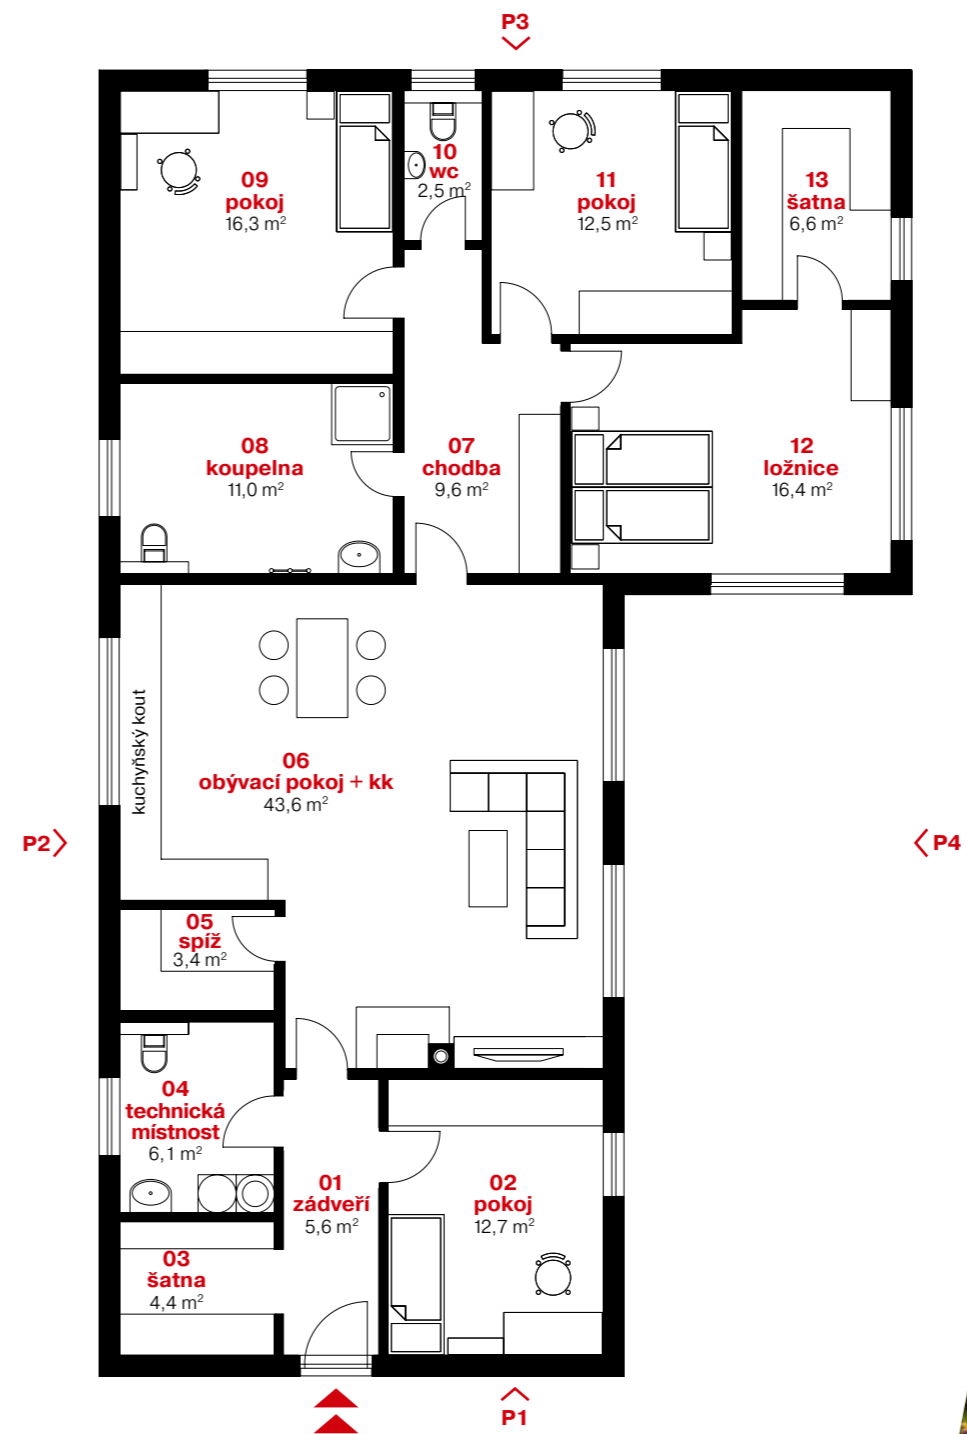 P3
09
pokoj
16,3 m²
10
wc
2,5 m²
11
pokoj
12,5 m²
13
šatna
6,6 m²
08
koupelna
11,0 m²
07
chodba
9,6 m²
12
ložnice
16,4 m²
kuchyňský kout
06
obývací pokoj + kk
43,6 m²
P2
P4
05
spíž
3,4 m²
04
technická
místnost
6,1 m²
01
zádveří
5,6 m²
02
pokoj
12,7 m²
03
šatna
4,4 m²
P1